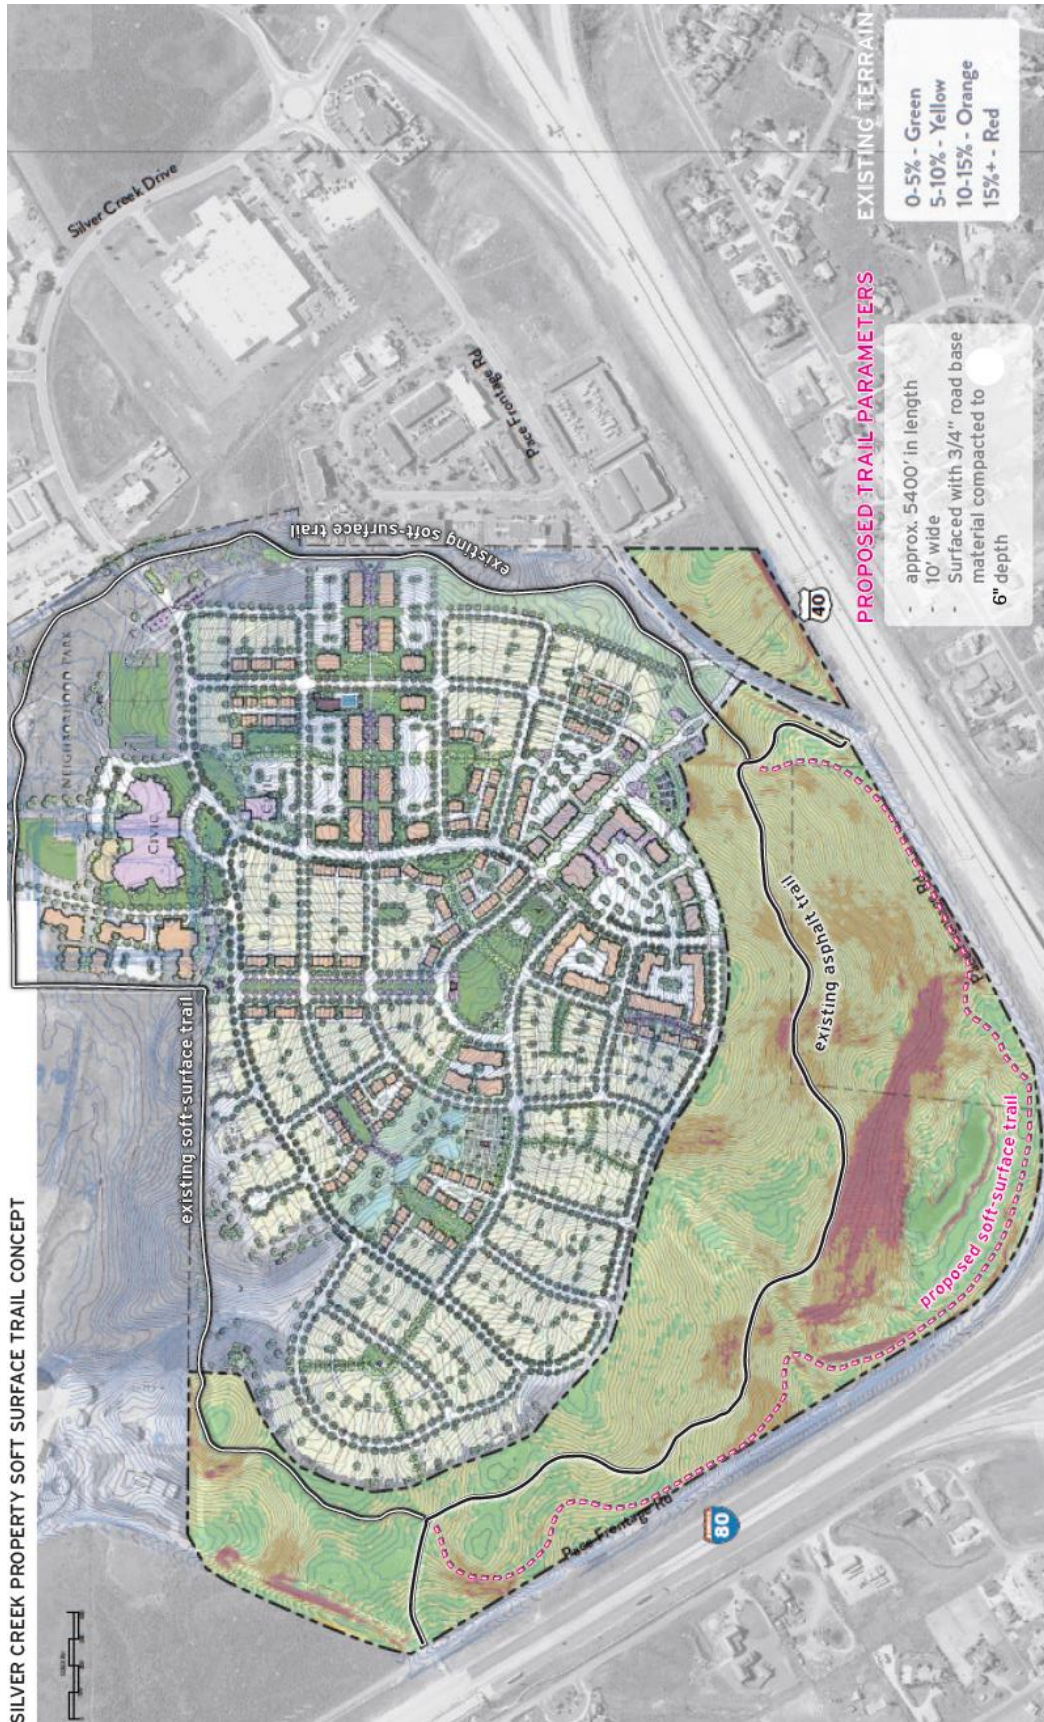 SILVER CREEK PROPERTY SOFT SURFACE TRAIL CONCEPT
Silver Creek Drive
Pace Frontage Rd
NEIGHBORHOOD PARK
CIVIC
existing soft-surface trail
existing soft-surface trail
existing asphalt trail
proposed soft-surface trail
Pace Frontage Rd
80
40
EXISTING TERRAIN
0-5% - Green
5-10% - Yellow
10-15% - Orange
15%+ - Red
PROPOSED TRAIL PARAMETERS
- approx. 5400' in length
- 10' wide
- Surfaced with 3/4" road base
material compacted to
6" depth